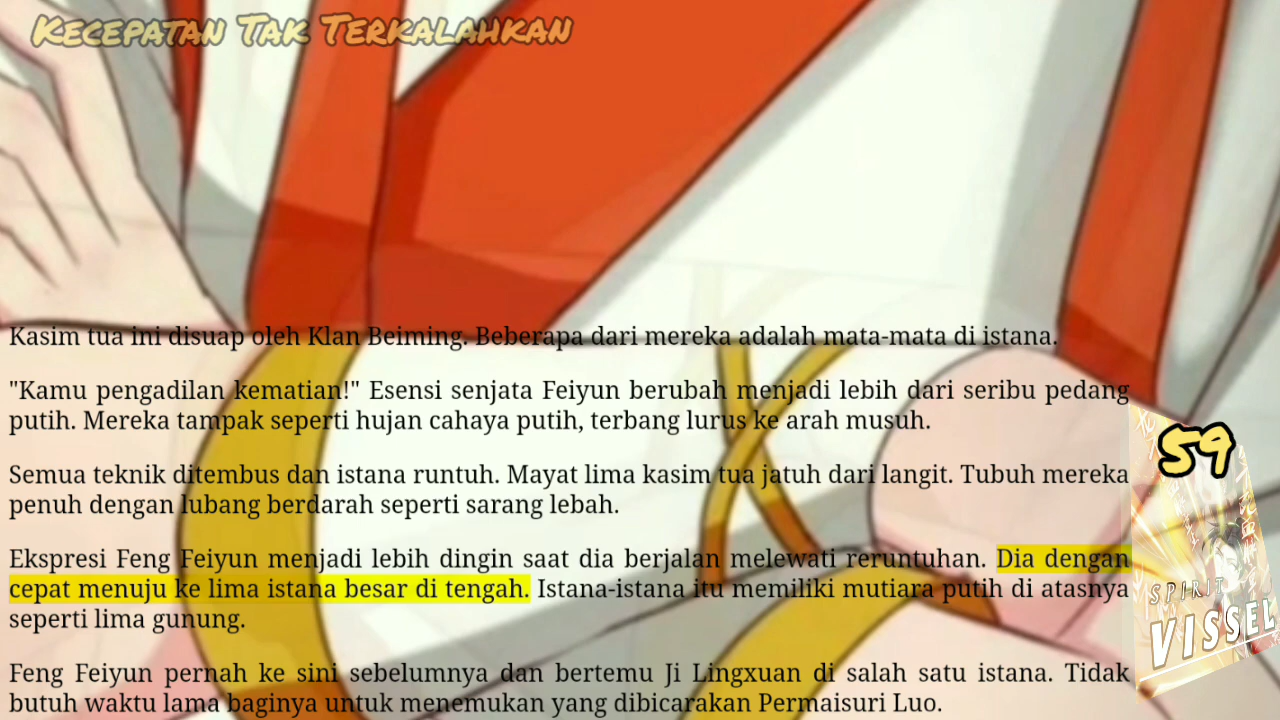 Kecepatan Tak Terkalahkan
Kasim tua ini disuap oleh Klan Beiming. Beberapa dari mereka adalah mata-mata di istana.
"Kamu pengadilan kematian!" Esensi senjata Feiyun berubah menjadi lebih dari seribu pedang
putih. Mereka tampak seperti hujan cahaya putih, terbang lurus ke arah musuh.
Semua teknik ditembus dan istana runtuh. Mayat lima kasim tua jatuh dari langit. Tubuh mereka
penuh dengan lubang berdarah seperti sarang lebah.
Ekspresi Feng Feiyun menjadi lebih dingin saat dia berjalan melewati reruntuhan. Dia dengan
cepat menuju ke lima istana besar di tengah. Istana-istana itu memiliki mutiara putih di atasnya
seperti lima gunung.
Feng Feiyun pernah ke sini sebelumnya dan bertemu Ji Lingxuan di salah satu istana. Tidak
butuh waktu lama baginya untuk menemukan yang dibicarakan Permaisuri Luo.
59
SPIRIT
VISSEL